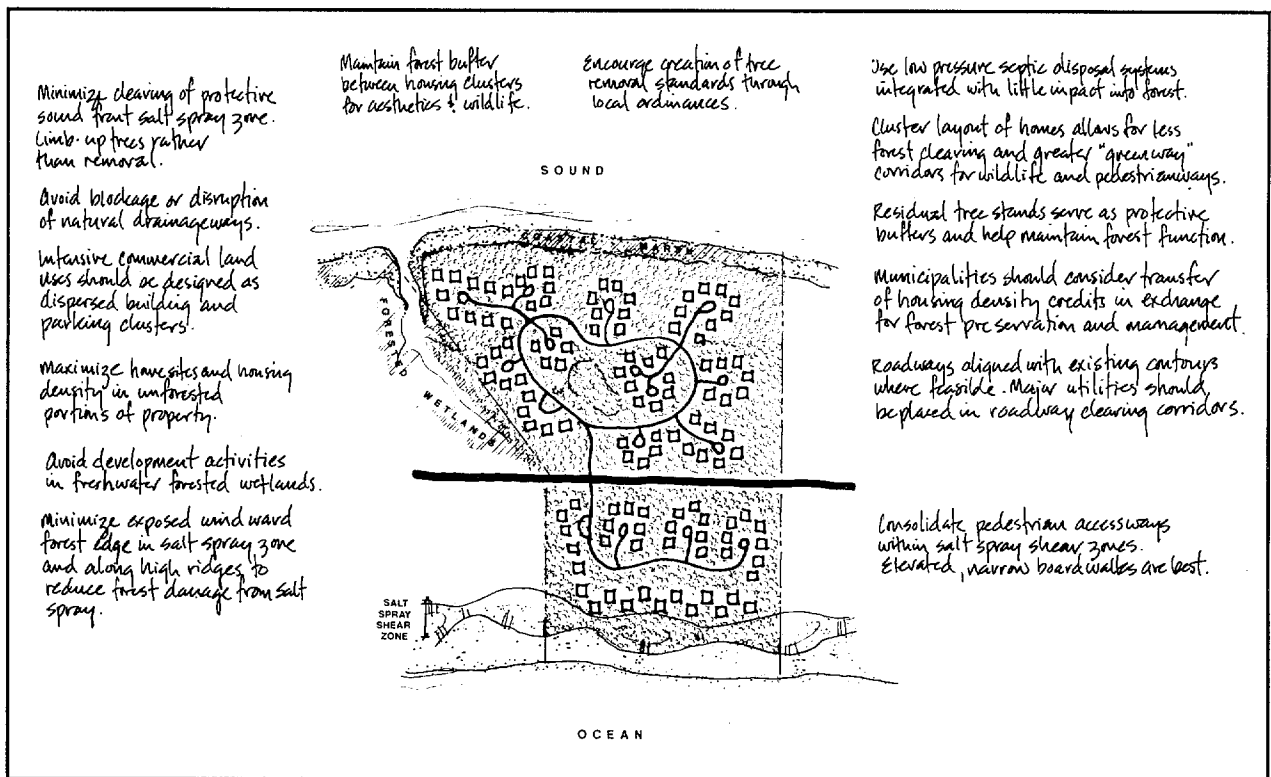 Minimize clearing of protective
sound front salt spray zone.
Limb-up trees rather
than removal.
Avoid blockage or disruption
of natural drainageways.
Intensive commercial land
uses should be designed as
dispersed building and
parking clusters.
Maximize homesites and housing
density in unforested
portions of property.
Avoid development activities
in freshwater forested wetlands.
Minimize exposed windward
forest edge in salt spray zone
and along high ridges to
reduce forest damage from salt
spray.
Maintain forest buffer
between housing clusters
for aesthetics & wildlife.
Encourage creation of tree
removal standards through
local ordinances.
SOUND
COASTAL MARSH
FORESTED
WETLANDS
SALT
SPRAY
SHEAR
ZONE
OCEAN
Use low pressure septic disposal systems
integrated with little impact into forest.
Cluster layout of homes allows for less
forest clearing and greater "greenway"
corridors for wildlife and pedestrianways.
Residual tree stands serve as protective
buffers and help maintain forest function.
Municipalities should consider transfer
of housing density credits in exchange
for forest preservation and management.
Roadways aligned with existing contours
where feasible. Major utilities should
be placed in roadway clearing corridors.
Consolidate pedestrian accessways
within salt spray shear zones.
Elevated, narrow boardwalks are best.